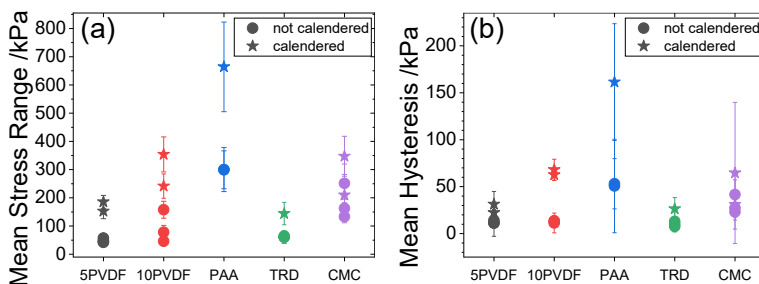 (a)
not calendered
calendered
Mean Stress Range /kPa
800
700
600
500
400
300
200
100
0
5PVDF 10PVDF PAA TRD CMC
(b)
not calendered
calendered
Mean Hysteresis /kPa
200
150
100
50
0
5PVDF 10PVDF PAA TRD CMC